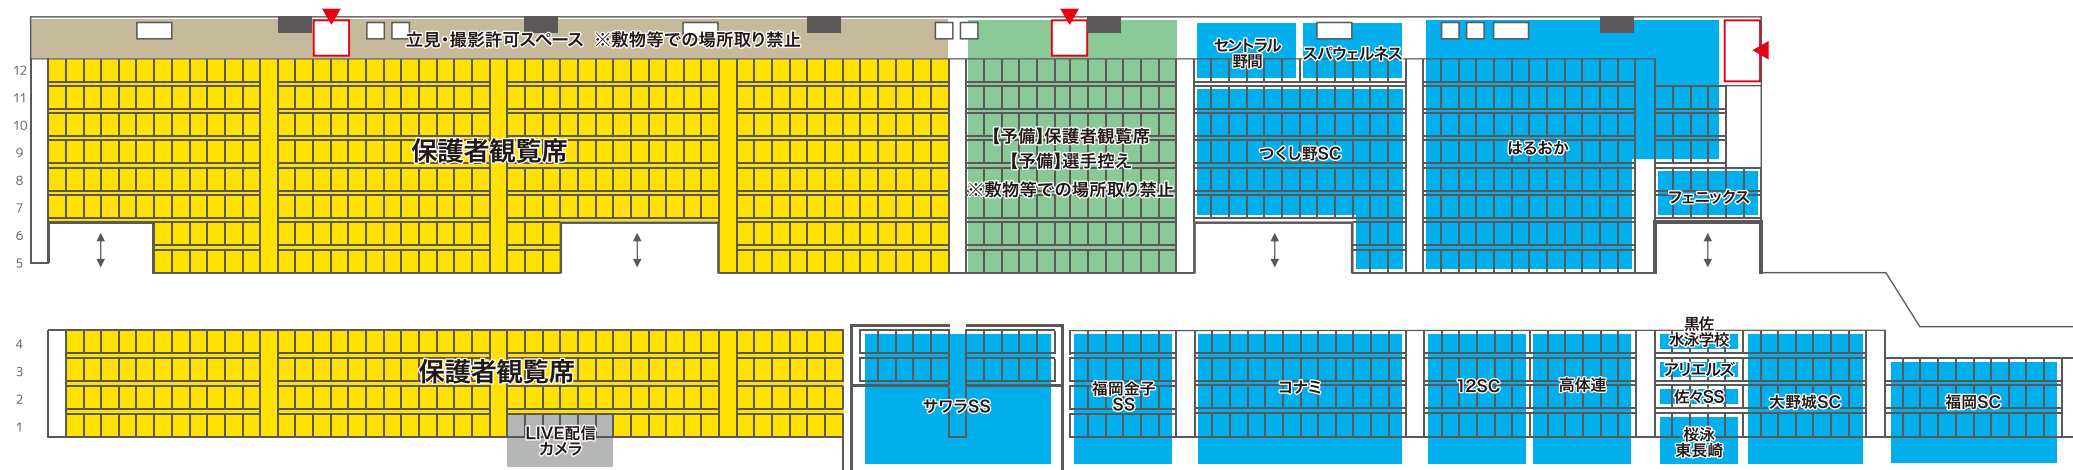 立見・撮影許可スペース ※敷物等での場所取り禁止
セントラル
野間
スパウェルネス
12
11
10
9
8
7
6
5
保護者観覧席
【予備】保護者観覧席
【予備】選手控え
※敷物等での場所取り禁止
つくし野SC
はるおか
フェニックス
4
3
2
1
保護者観覧席
LIVE配信
カメラ
サワラSS
福岡金子
SS
コナミ
12SC
高体連
黒佐
水泳学校
アリエルズ
佐々SS
桜泳
東長崎
大野城SC
福岡SC